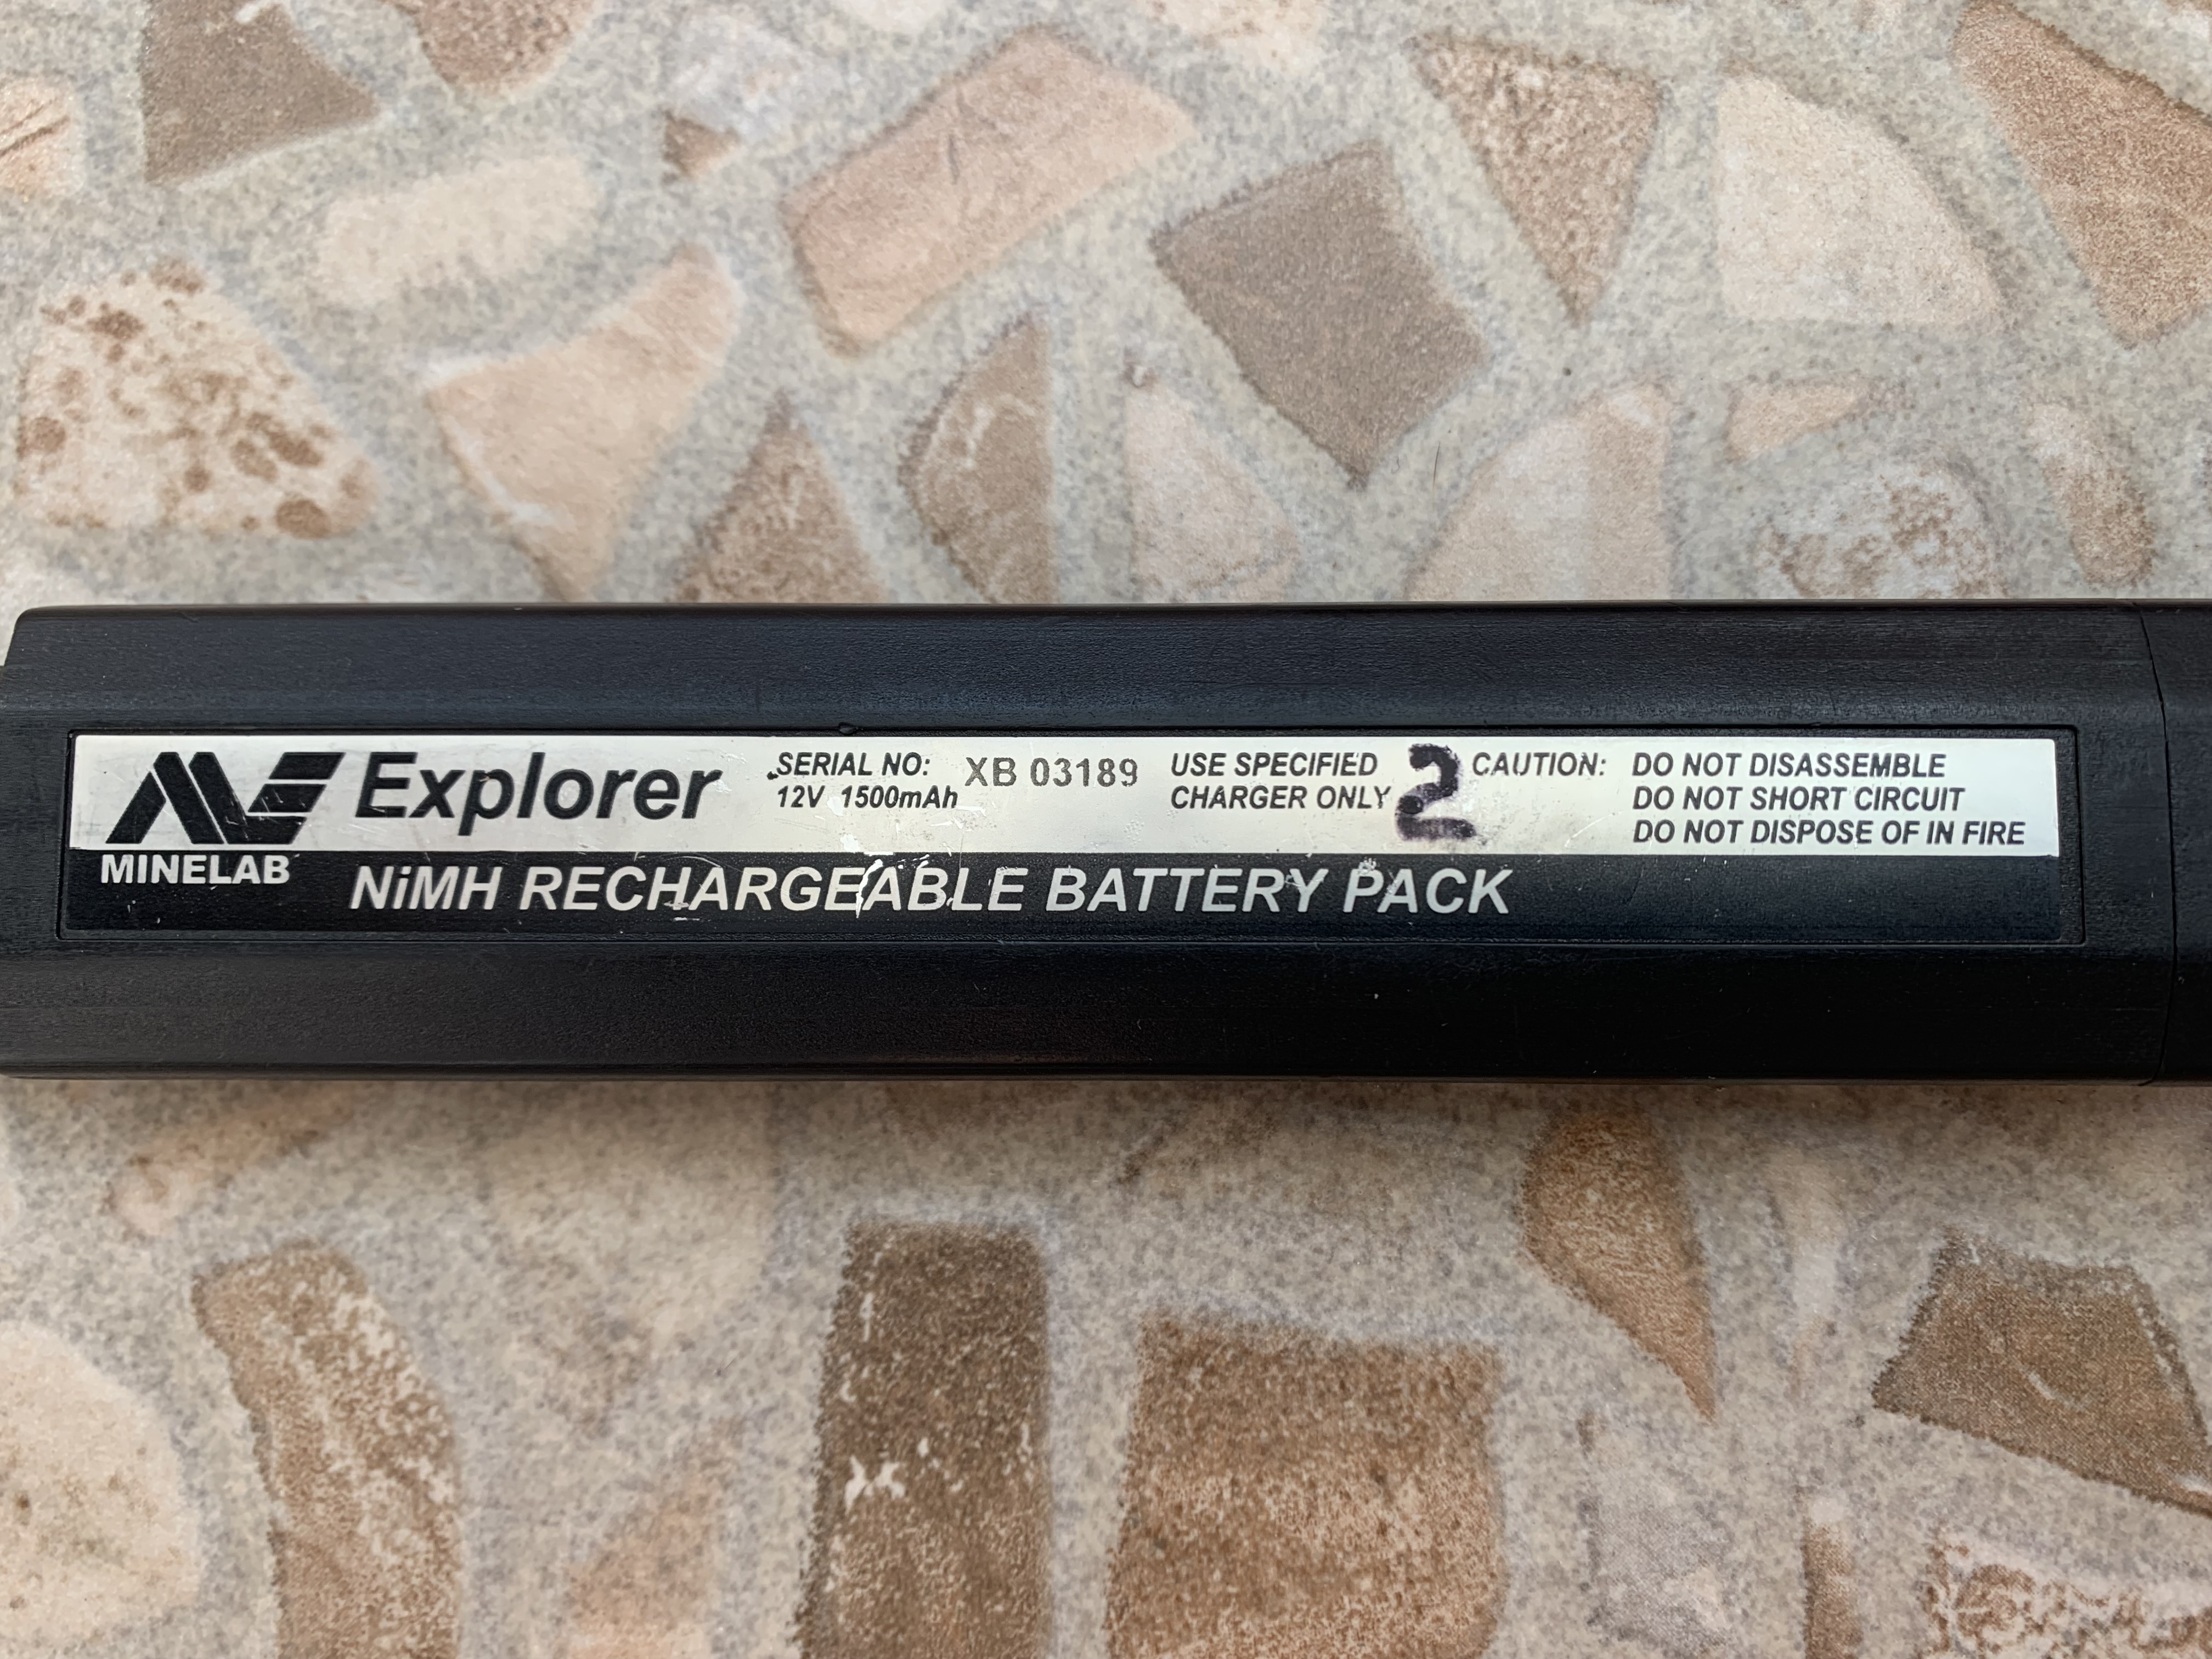 Explorer
MINELAB
SERIAL NO: XB 03189
12V 1500mAh
USE SPECIFIED
CHARGER ONLY
2
CAUTION: DO NOT DISASSEMBLE
DO NOT SHORT CIRCUIT
DO NOT DISPOSE OF IN FIRE
NiMH RECHARGEABLE BATTERY PACK